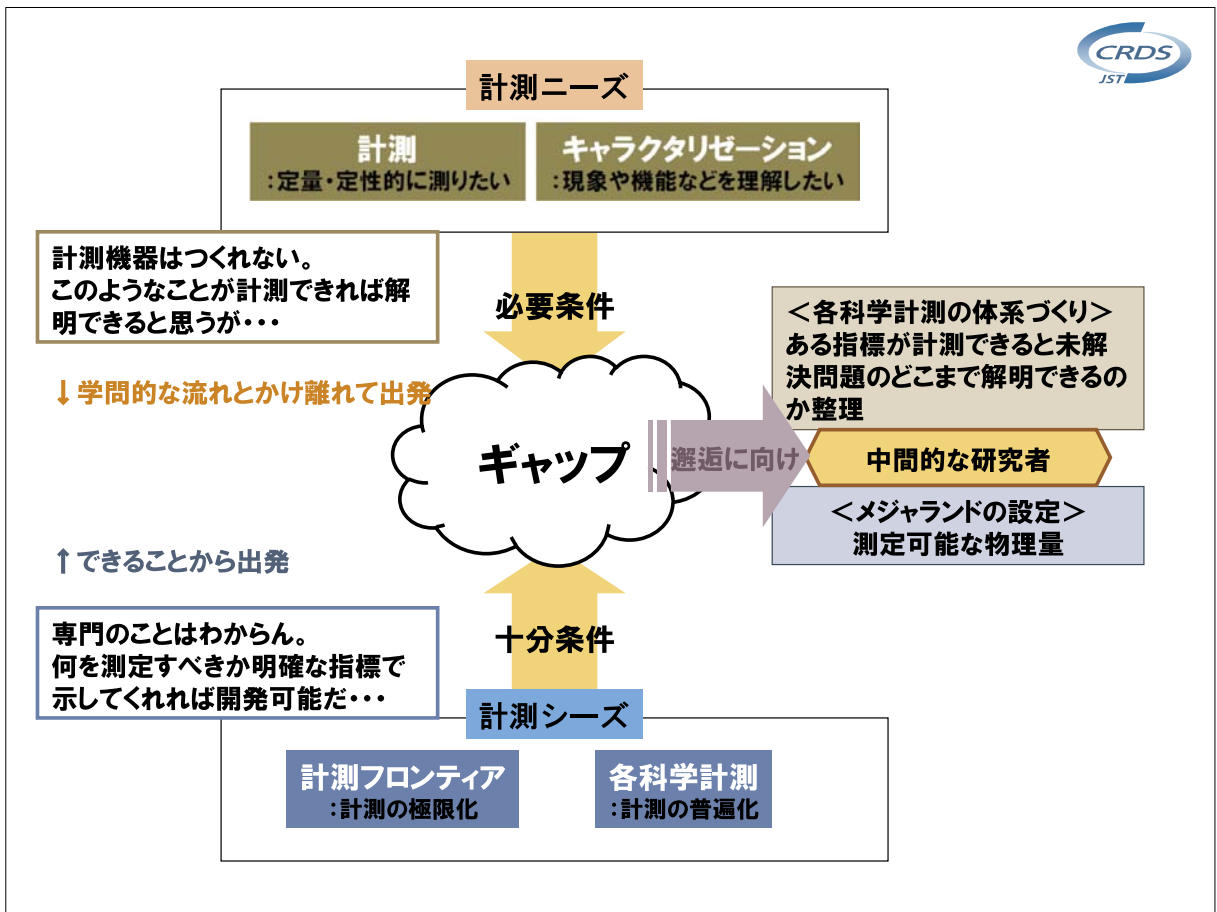 CRDS
JST
計測ニーズ
計測
:定量・定性的に測りたい
キャラクタリゼーション
:現象や機能などを理解したい
計測機器はつくれない。
このようなことが計測できれば解
明できると思うが・・・
必要条件
↓学問的な流れとかけ離れて出発
ギャップ
邂逅に向け
＜各科学計測の体系づくり＞
ある指標が計測できると未解
決問題のどこまで解明できるの
か整理
中間的な研究者
＜メジャランドの設定＞
測定可能な物理量
↑できることから出発
十分条件
専門のことはわからん。
何を測定すべきか明確な指標で
示してくれれば開発可能だ・・・
計測シーズ
計測フロンティア
:計測の極限化
各科学計測
:計測の普遍化